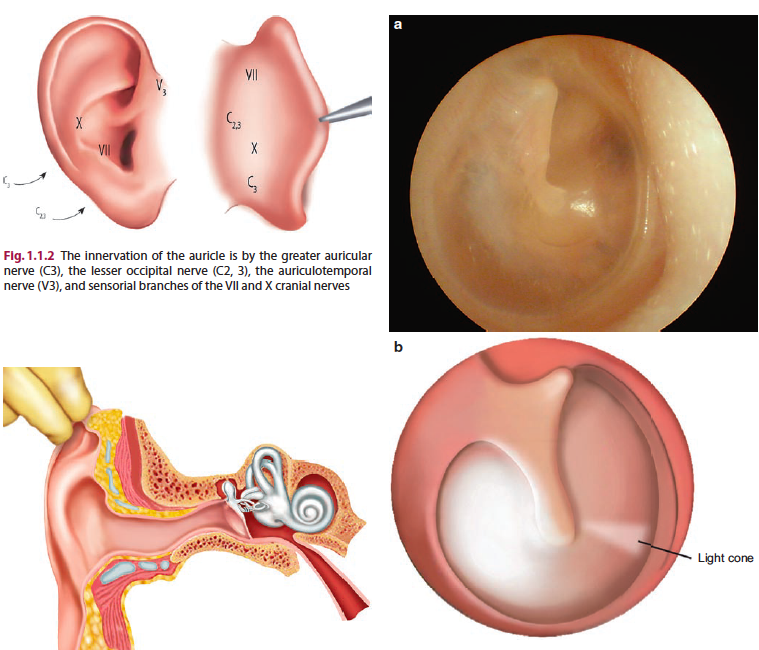 V3
X
VII
C3
C2,3
VII
C2,3
X
C3
Fig. 1.1.2 The innervation of the auricle is by the greater auricular
nerve (C3), the lesser occipital nerve (C2, 3), the auriculotemporal
nerve (V3), and sensorial branches of the VII and X cranial nerves
a
b
Light cone